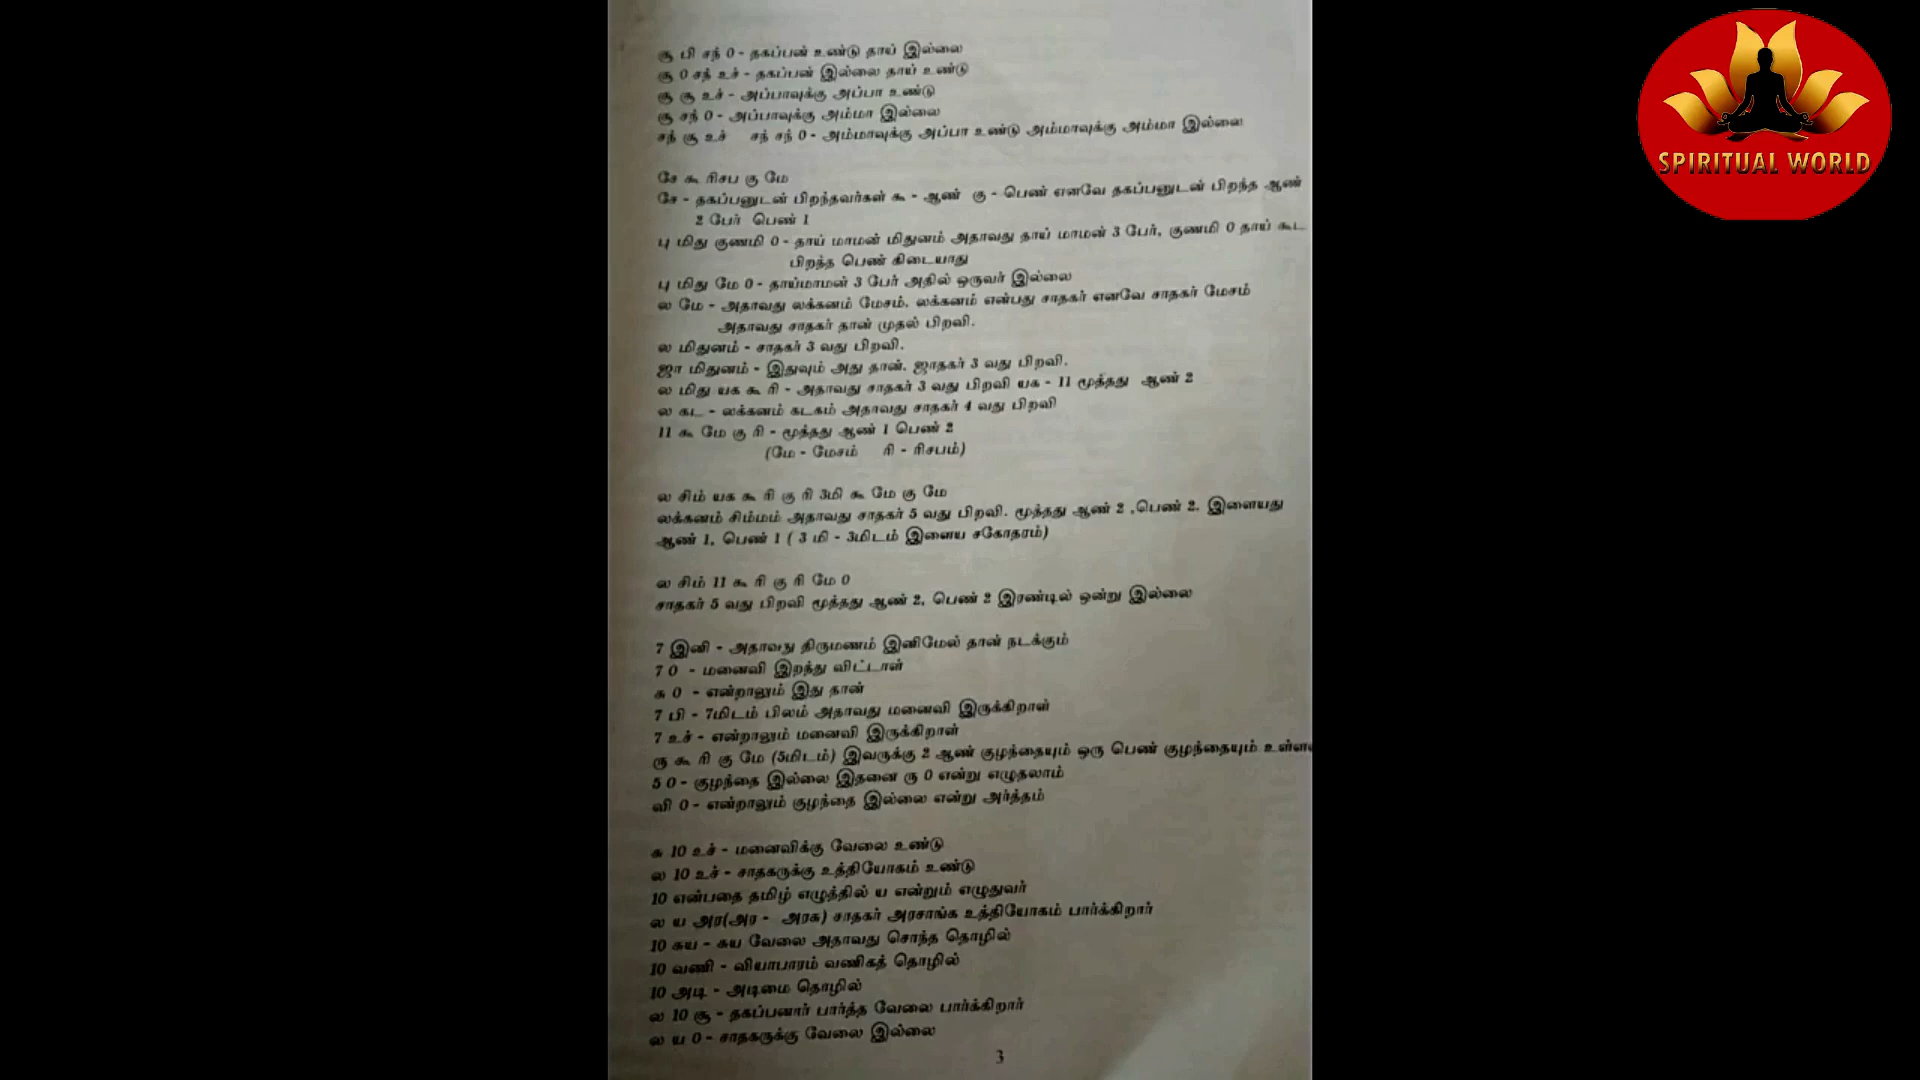 சூ பி சந் 0 - தகப்பன் உண்டு தாய் இல்லை
சூ 0 சந் உச் - தகப்பன் இல்லை தாய் உண்டு
சூ சூ உச் - அப்பாவுக்கு அப்பா உண்டு
சூ சந் 0 - அப்பாவுக்கு அம்மா இல்லை
சந் சூ உச் சந் சந் 0 - அம்மாவுக்கு அப்பா உண்டு அம்மாவுக்கு அம்மா இல்லை
சே கூ ரிசப கு மே
சே - தகப்பனுடன் பிறந்தவர்கள் கூ - ஆண் கு - பெண் எனவே தகப்பனுடன் பிறந்த ஆண்
2 பேர் பெண் 1
பு மிது குணமி 0 - தாய் மாமன் மிதுனம் அதாவது தாய் மாமன் 3 பேர், குணமி 0 தாய் கூட
பிறந்த பெண் கிடையாது
பு மிது மே 0 - தாய்மாமன் 3 பேர் அதில் ஒருவர் இல்லை
ல மே - அதாவது லக்கனம் மேசம். லக்கனம் என்பது சாதகர் எனவே சாதகர் மேசம்
அதாவது சாதகர் தான் முதல் பிறவி.
ல மிதுனம் - சாதகர் 3 வது பிறவி.
ஜா மிதுனம் - இதுவும் அது தான். ஜாதகர் 3 வது பிறவி.
ல மிது யக கூ ரி - அதாவது சாதகர் 3 வது பிறவி யக - 11 மூத்தது ஆண் 2
ல கட - லக்கனம் கடகம் அதாவது சாதகர் 4 வது பிறவி
11 கூ மே கு ரி - மூத்தது ஆண் 1 பெண் 2
(மே - மேசம் ரி - ரிசபம்)
ல சிம் யக கூ ரி கு ரி 3மி கூ மே கு மே
லக்கனம் சிம்மம் அதாவது சாதகர் 5 வது பிறவி. மூத்தது ஆண் 2 ,பெண் 2. இளையது
ஆண் 1, பெண் 1 ( 3 மி - 3மிடம் இளைய சகோதரம்)
ல சிம் 11 கூ ரி கு ரி மே 0
சாதகர் 5 வது பிறவி மூத்தது ஆண் 2, பெண் 2 இரண்டில் ஒன்று இல்லை
7 இனி - அதாவது திருமணம் இனிமேல் தான் நடக்கும்
7 0 - மனைவி இறந்து விட்டாள்
சு 0 - என்றாலும் இது தான்
7 பி - 7மிடம் பிலம் அதாவது மனைவி இருக்கிறாள்
7 உச் - என்றாலும் மனைவி இருக்கிறாள்
ரு கூ ரி கு மே (5மிடம்) இவருக்கு 2 ஆண் குழந்தையும் ஒரு பெண் குழந்தையும்
5 0 - குழந்தை இல்லை இதனை ரு 0 என்று எழுதலாம்
வி 0 - என்றாலும் குழந்தை இல்லை என்று அர்த்தம்
சு 10 உச் - மனைவிக்கு வேலை உண்டு
ல 10 உச் - சாதகருக்கு உத்தியோகம் உண்டு
10 என்பதை தமிழ் எழுத்தில் ய என்றும் எழுதுவர்
ல ய அர(அர - அரசு) சாதகர் அரசாங்க உத்தியோகம் பார்க்கிறார்
10 சுய - சுய வேலை அதாவது சொந்த தொழில்
10 வணி - வியாபாரம் வணிகத் தொழில்
10 அடி - அடிமை தொழில்
ல 10 சூ - தகப்பனார் பார்த்த வேலை பார்க்கிறார்
ல ய 0 - சாதகருக்கு வேலை இல்லை
3
SPIRITUAL WORLD